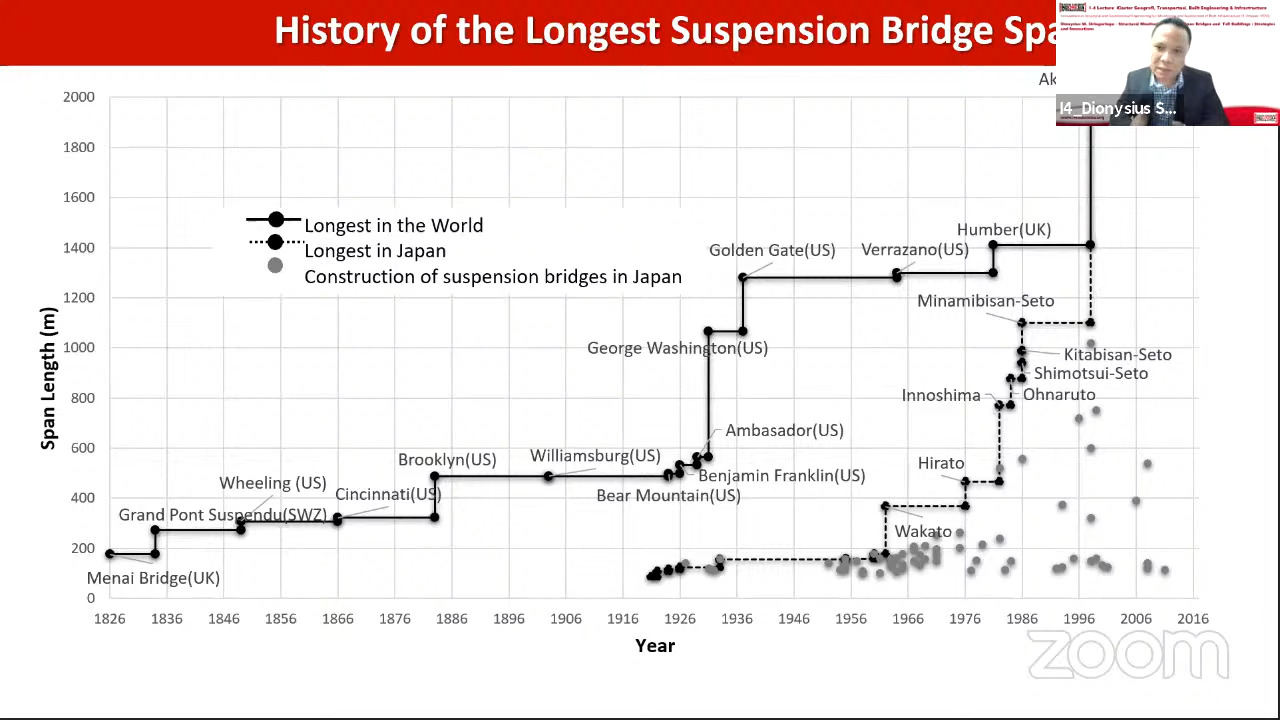 History of the Longest Suspension Bridge Spa
Ak
I4_Dionysius S...
2000
1800
1600
1400
1200
1000
800
600
400
200
0
Span Length (m)
Longest in the World
Longest in Japan
Construction of suspension bridges in Japan
Humber(UK)
Golden Gate(US)
Verrazano(US)
Minamibisan-Seto
George Washington(US)
Kitabisan-Seto
Shimotsui-Seto
Innoshima
Ohnaruto
Ambasador(US)
Brooklyn(US)
Williamsburg(US)
Hirato
Benjamin Franklin(US)
Wheeling (US)
Cincinnati(US)
Bear Mountain(US)
Grand Pont Suspendu(SWZ)
Wakato
Menai Bridge(UK)
1826 1836 1846 1856 1866 1876 1886 1896 1906 1916 1926 1936 1946 1956 1966 1976 1986 1996 2006 2016
Year
zoom